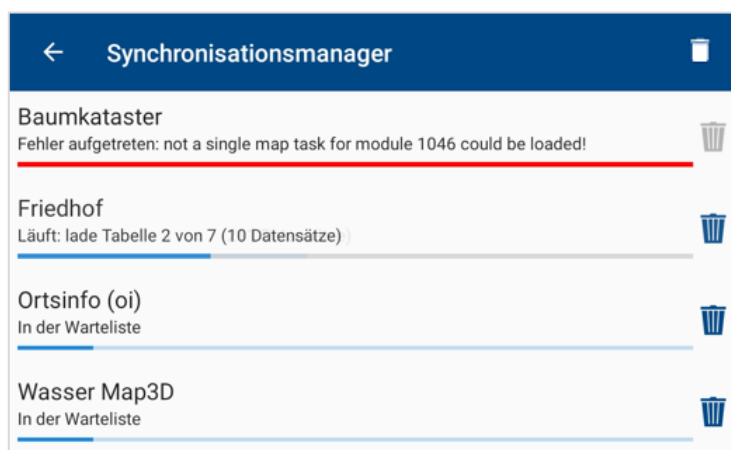 Synchronisationsmanager
Baumkataster
Fehler aufgetreten: not a single map task for module 1046 could be loaded!
Friedhof
Läuft: lade Tabelle 2 von 7 (10 Datensätze)
Ortsinfo (oi)
In der Warteliste
Wasser Map3D
In der Warteliste